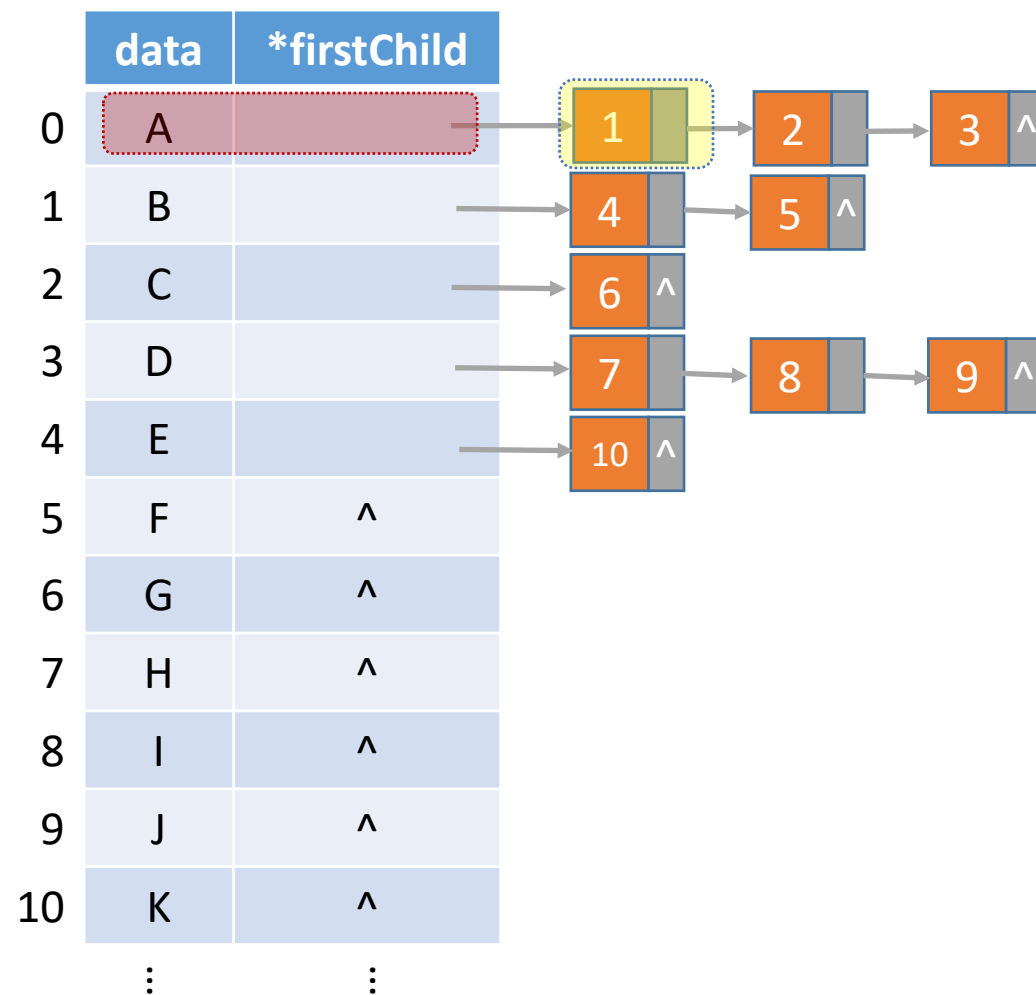 data *firstChild
0 A 1 2 3 ^
1 B 4 5 ^
2 C 6 ^
3 D 7 8 9 ^
4 E 10 ^
5 F ^
6 G ^
7 H ^
8 I ^
9 J ^
10 K ^
⋮ ⋮